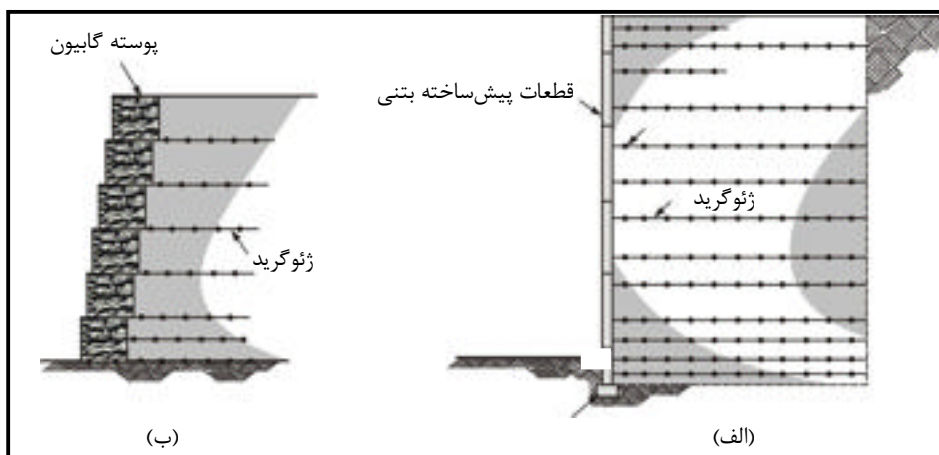 پوسته گابیون
قطعات پیش‌ساخته بتنی
ژئوگرید
ژئوگرید
(الف)
(ب)